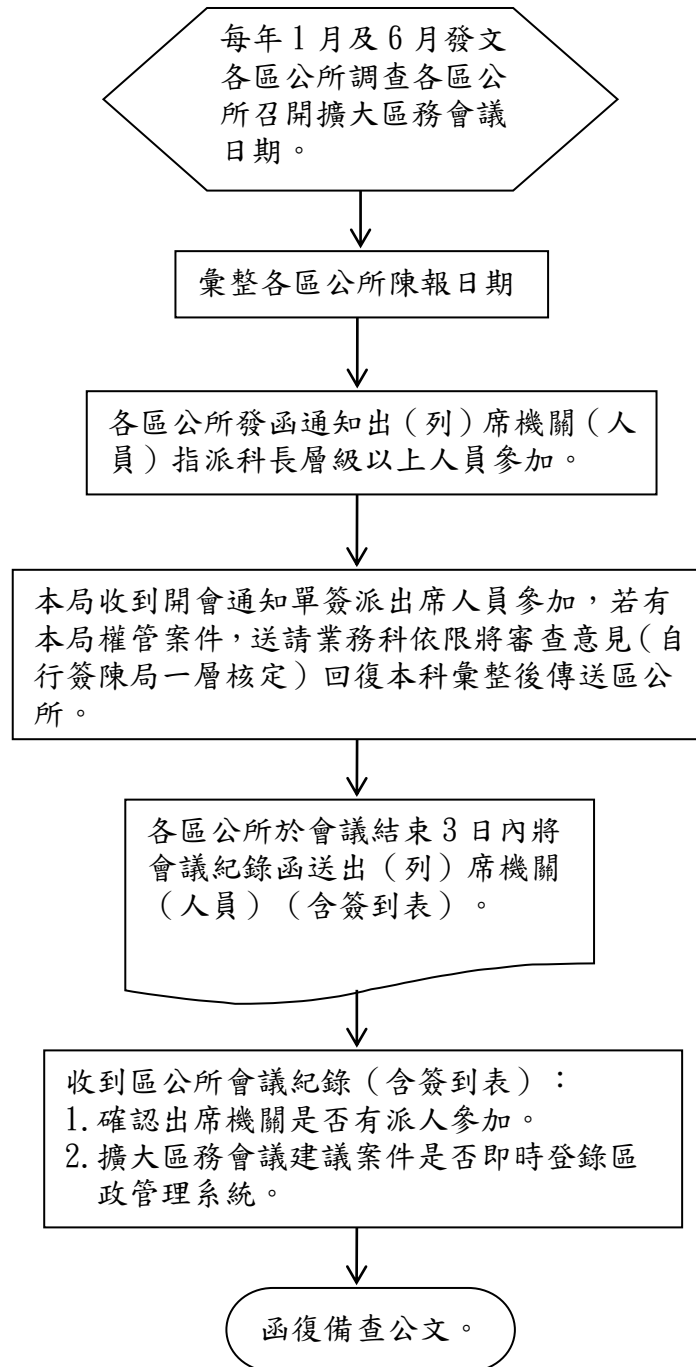 每年1月及6月發文
各區公所調查各區公
所召開擴大區務會議
日期。
彙整各區公所陳報日期
各區公所發函通知出（列）席機關（人
員）指派科長層級以上人員參加。
本局收到開會通知單簽派出席人員參加，若有
本局權管案件，送請業務科依限將審查意見（自
行簽陳局一層核定）回復本科彙整後傳送區公
所。
各區公所於會議結束3日內將
會議紀錄函送出（列）席機關
（人員）（含簽到表）。
收到區公所會議紀錄（含簽到表）：
1.確認出席機關是否有派人參加。
2.擴大區務會議建議案件是否即時登錄區
政管理系統。
函復備查公文。